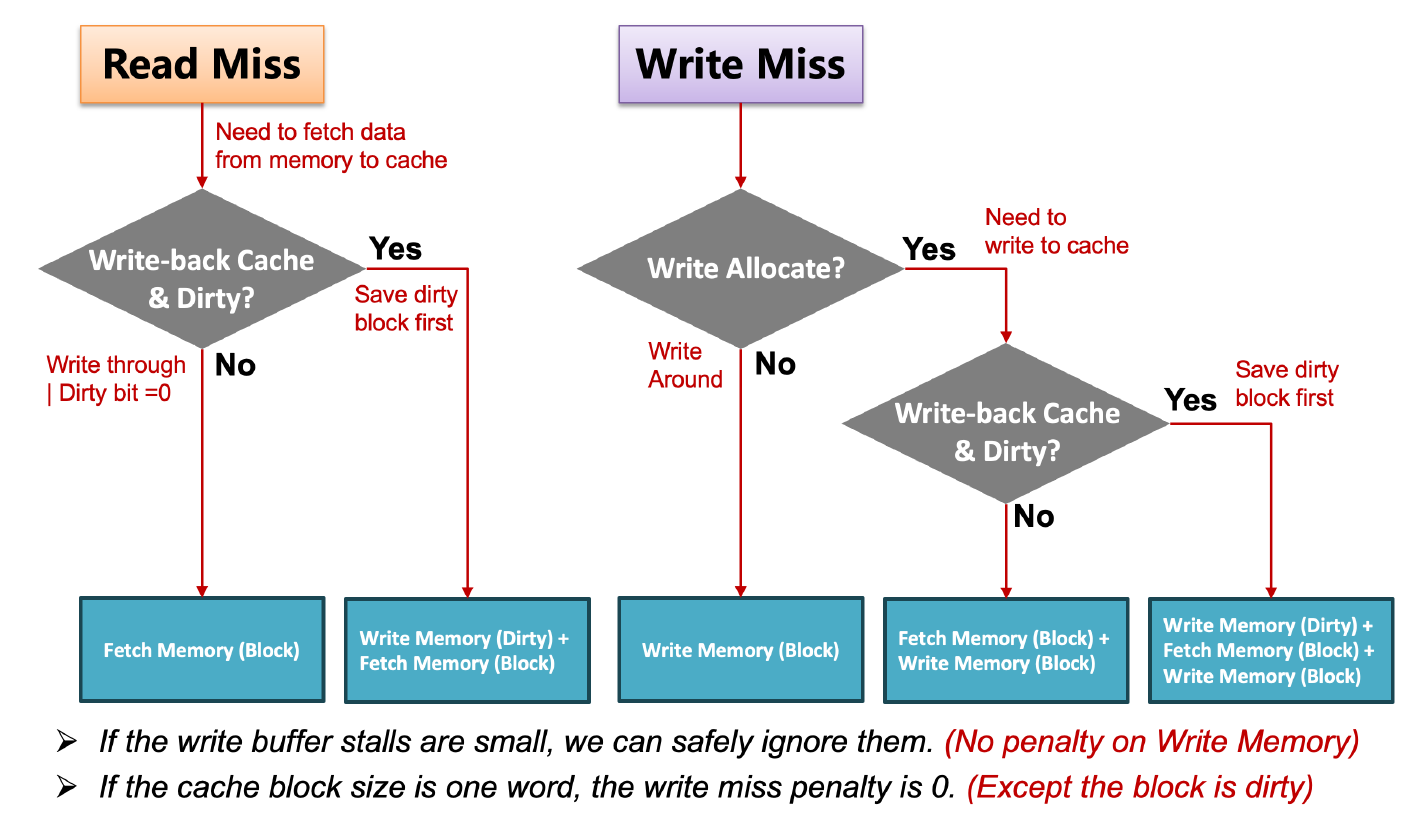 Read Miss
Need to fetch data
from memory to cache
Write-back Cache
& Dirty?
Yes
Save dirty
block first
Write through
| Dirty bit =0
No
Fetch Memory (Block)
Write Memory (Dirty) +
Fetch Memory (Block)
Write Miss
Write Allocate?
Yes
Need to
write to cache
Write
Around
No
Write-back Cache
& Dirty?
Yes
Save dirty
block first
No
Write Memory (Block)
Fetch Memory (Block) +
Write Memory (Block)
Write Memory (Dirty) +
Fetch Memory (Block) +
Write Memory (Block)
➢ If the write buffer stalls are small, we can safely ignore them. (No penalty on Write Memory)
➢ If the cache block size is one word, the write miss penalty is 0. (Except the block is dirty)